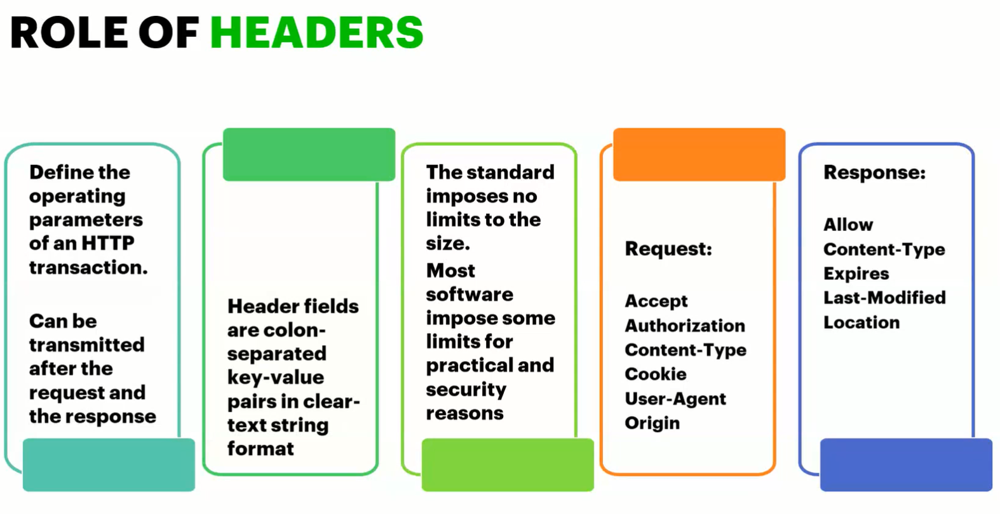 ROLE OF HEADERS
Define the
operating
parameters
of an HTTP
transaction.
Can be
transmitted
after the
request and
the response
Header fields
are colon-
separated
key-value
pairs in clear-
text string
format
The standard
imposes no
limits to the
size.
Most
software
impose some
limits for
practical and
security
reasons
Request:
Accept
Authorization
Content-Type
Cookie
User-Agent
Origin
Response:
Allow
Content-Type
Expires
Last-Modified
Location